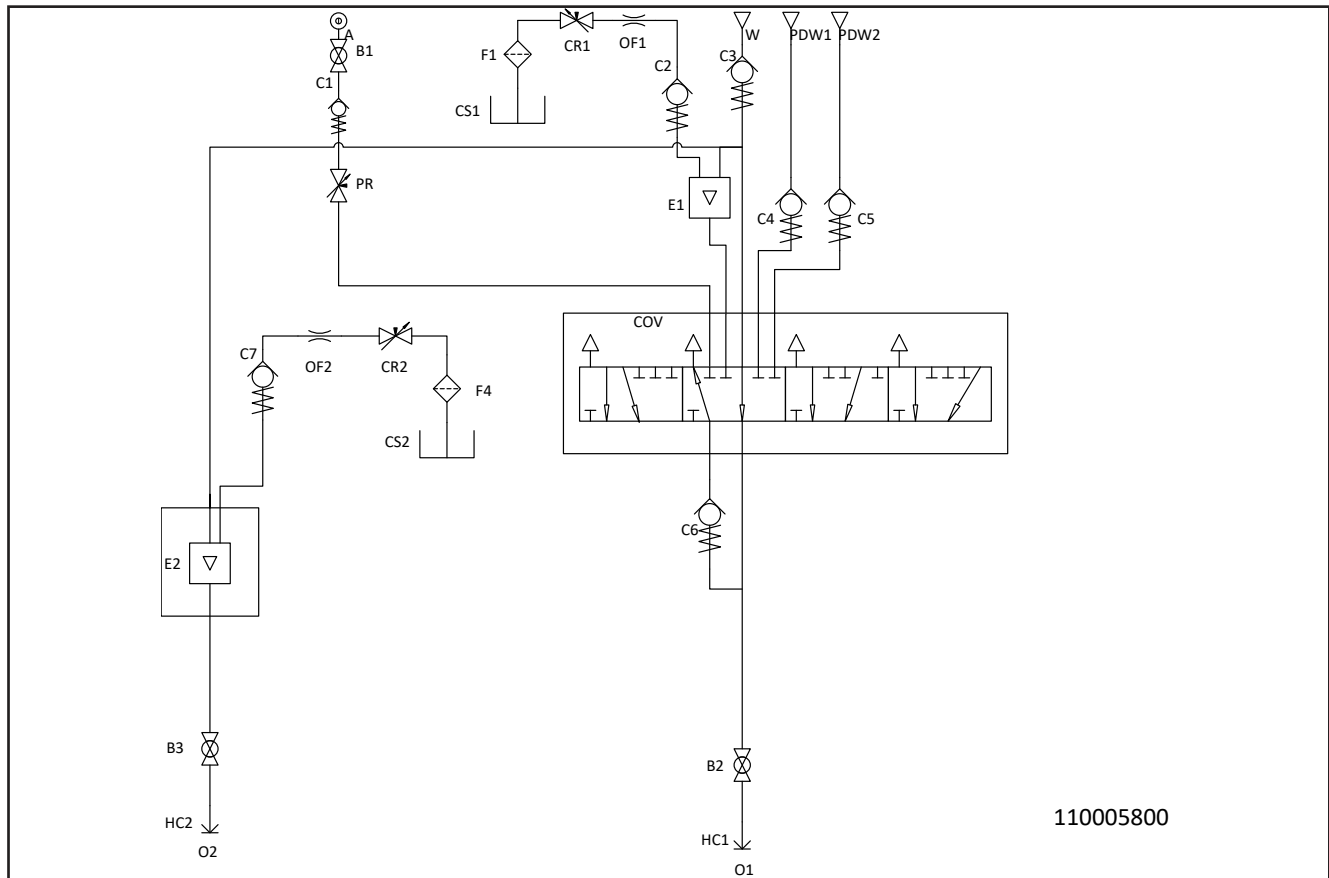 A
B1
C1
PR
F1
CS1
CR1
OF1
C2
C3
W
PDW1
PDW2
E1
C4
C5
COV
C7
OF2
CR2
F4
CS2
C6
E2
B3
HC2
O2
B2
HC1
O1
110005800